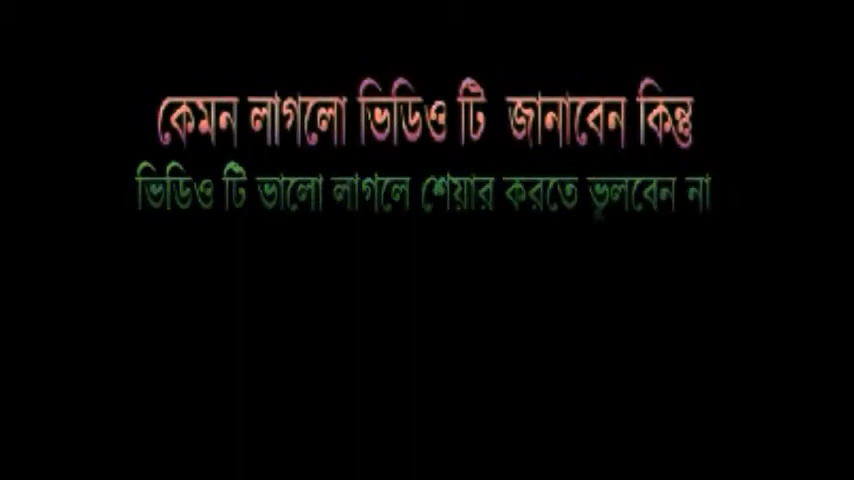 কেমন লাগলো ভিডিও টি জানাবেন কিন্তু
ভিডিও টি ভালো লাগলে শেয়ার করতে ভুলবেন না